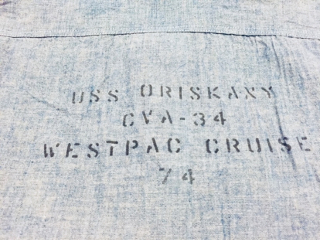 USS ORISKANY
CVA-34
WESTPAC CRUISE
74